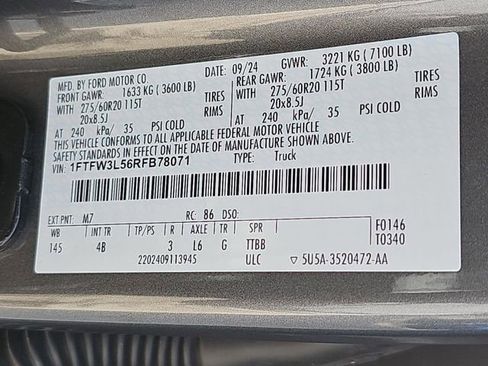 MFD. BY FORD MOTOR CO. DATE: 09/24 GVWR: 3221 KG ( 7100 LB)
FRONT GAWR: 1633 KG ( 3600 LB) REAR GAWR: 1724 KG ( 3800 LB)
WITH 275/60R20 115T TIRES WITH 275/60R20 115T TIRES
20x8.5J RIMS 20x8.5J RIMS
AT 240 kPa/ 35 PSI COLD AT 240 kPa/ 35 PSI COLD
THIS VEHICLE CONFORMS TO ALL APPLICABLE FEDERAL MOTOR VEHICLE
SAFETY STANDARDS IN EFFECT ON THE DATE OF MANUFACTURE SHOWN ABOVE.
VIN: 1FTFW3L56RFB78071 TYPE: Truck
EXT PNT: M7 RC: 86 DSO: F0146
WB INT TR TP/PS R AXLE TR SPR T0340
145 4B 3 L6 G TTBB
2202409113945 ULC ▽ 5U5A-3520472-AA